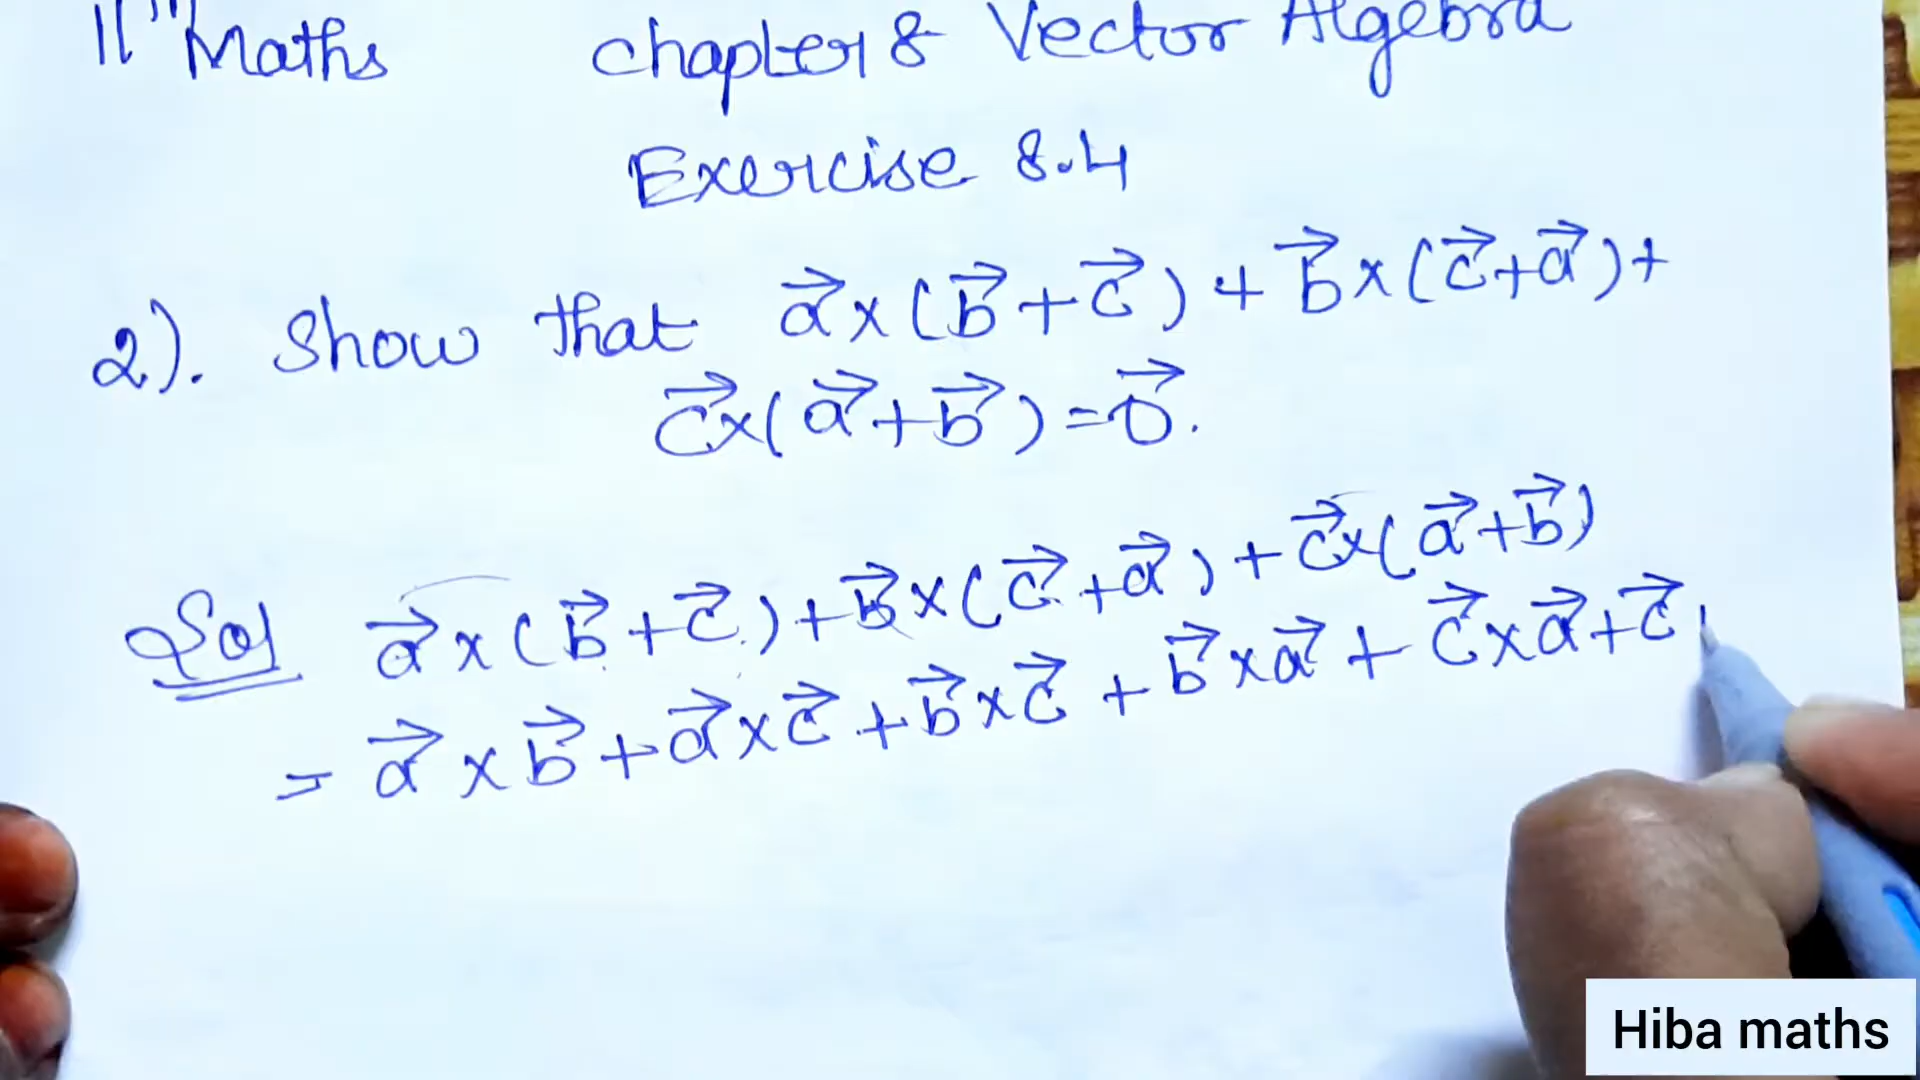 11th Maths Chapter 8 Vector Algebra
Exercise 8.4
2). Show that a⃗×(b⃗+c⃗)+b⃗×(c⃗+a⃗)+
c⃗×(a⃗+b⃗)=0⃗.
Sol a⃗×(b⃗+c⃗)+b⃗×(c⃗+a⃗)+c⃗×(a⃗+b⃗)
= a⃗×b⃗+a⃗×c⃗+b⃗×c⃗+b⃗×a⃗+c⃗×a⃗+c⃗
Hiba maths